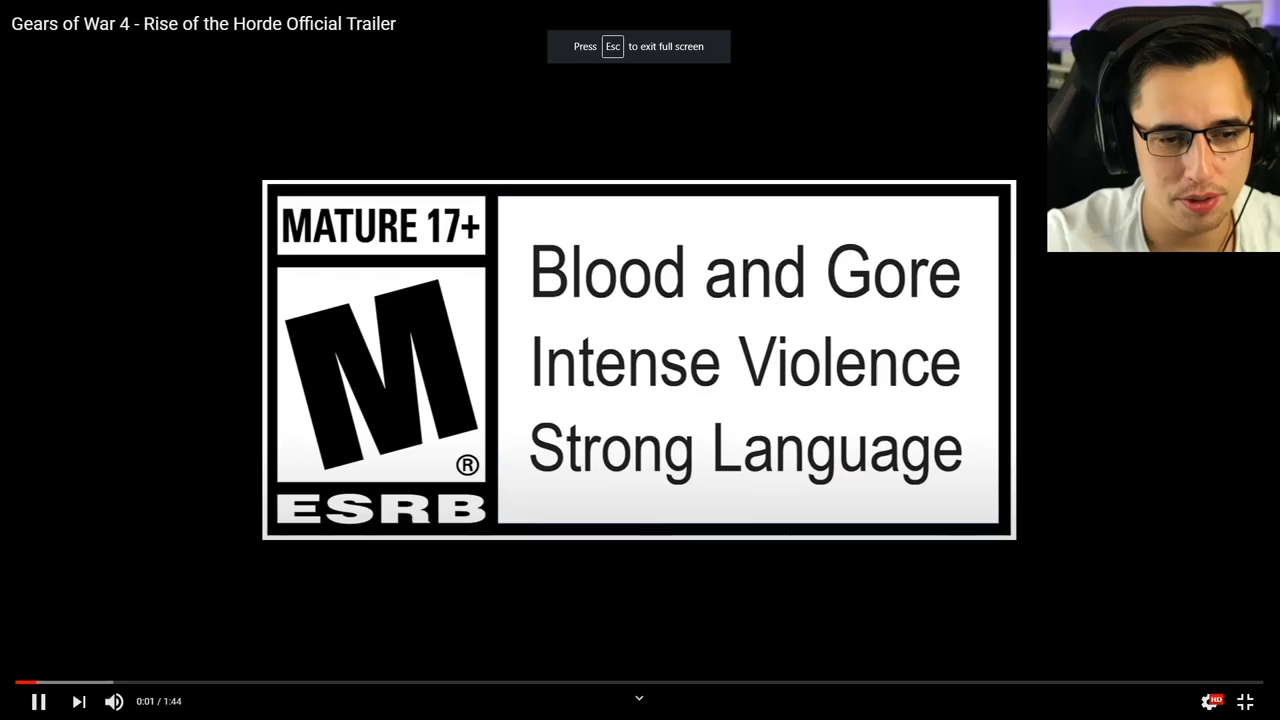 Gears of War 4 - Rise of the Horde Official Trailer
Press Esc to exit full screen
MATURE 17+
M
®
ESRB
Blood and Gore
Intense Violence
Strong Language
0:01 / 1:44
HD